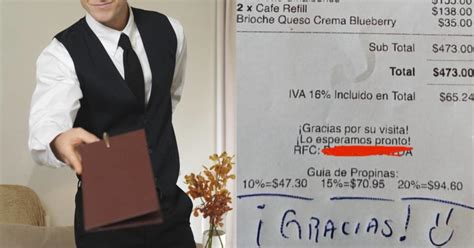 $138.00
2 x Cafe Refill
Brioche Queso Crema Blueberry $35.00
Sub Total $473.00
Total $473.00
IVA 16% Incluido en Total $65.24
¡Gracias por su visita!
¡Lo esperamos pronto!
RFC:
Guia de Propinas:
10%=$47.30 15%=$70.95 20%=$94.60
¡GRACIAS!